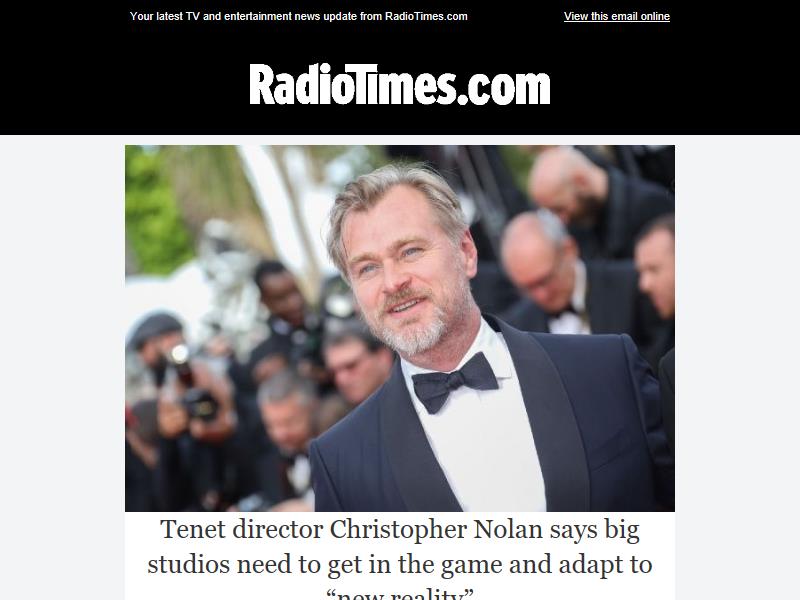 Your latest TV and entertainment news update from RadioTimes.com
View this email online
RadioTimes.com
Tenet director Christopher Nolan says big
studios need to get in the game and adapt to
“new reality”